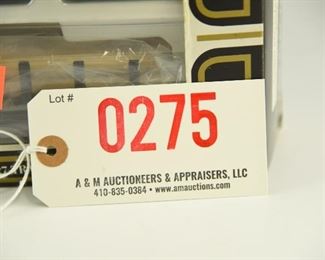 Lot #
0275
A & M AUCTIONEERS & APPRAISERS, LLC
410-835-0384 • www.amauctions.com